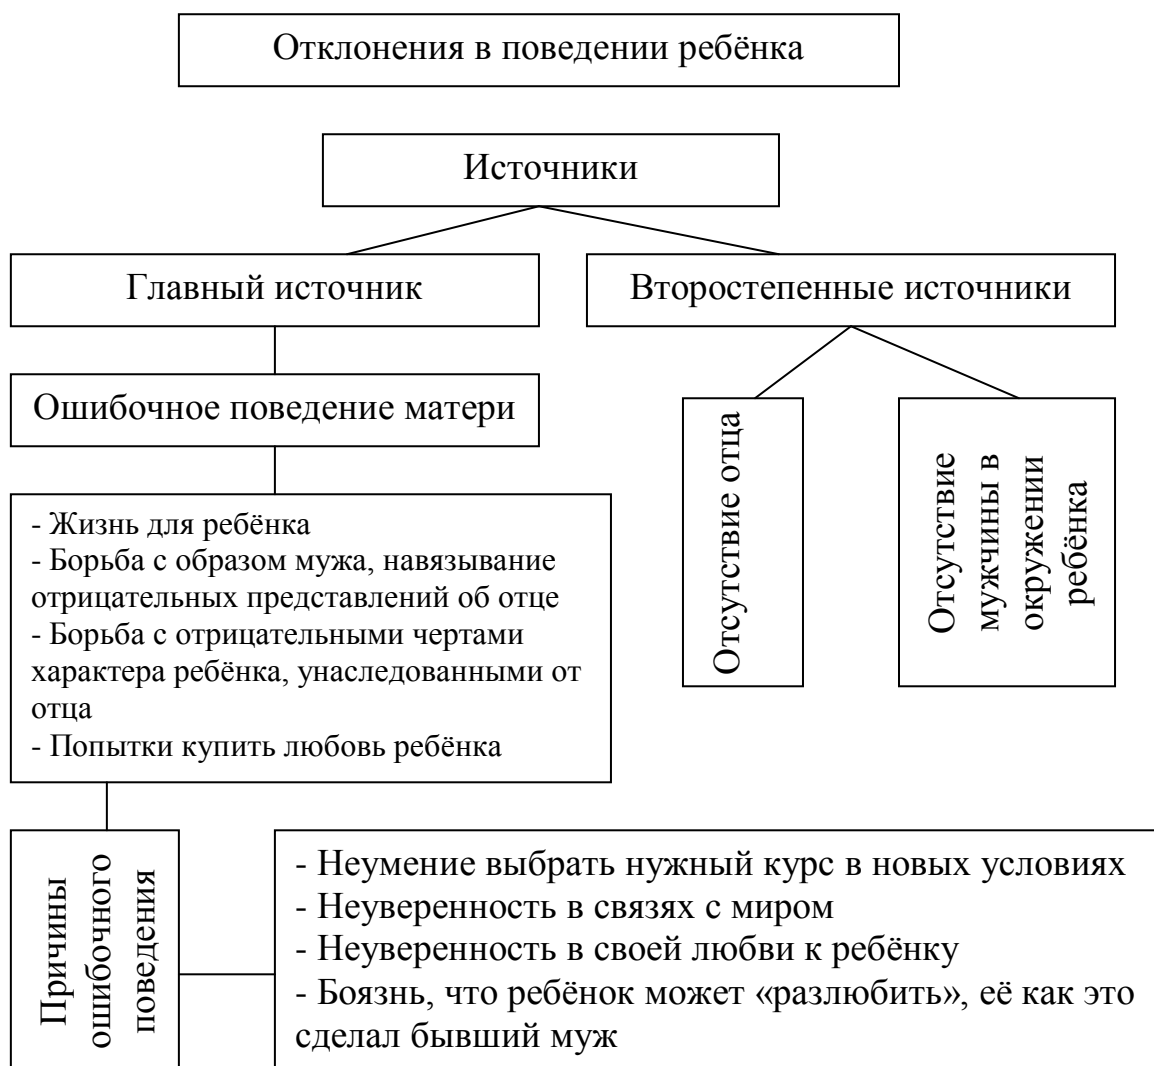 Отклонения в поведении ребёнка
Источники
Главный источник
Второстепенные источники
Ошибочное поведение матери
Отсутствие отца
Отсутствие
мужчины в
окружении
ребёнка
- Жизнь для ребёнка
- Борьба с образом мужа, навязывание
отрицательных представлений об отце
- Борьба с отрицательными чертами
характера ребёнка, унаследованными от
отца
- Попытки купить любовь ребёнка
Причины
ошибочного
поведения
- Неумение выбрать нужный курс в новых условиях
- Неуверенность в связях с миром
- Неуверенность в своей любви к ребёнку
- Боязнь, что ребёнок может «разлюбить», её как это
сделал бывший муж